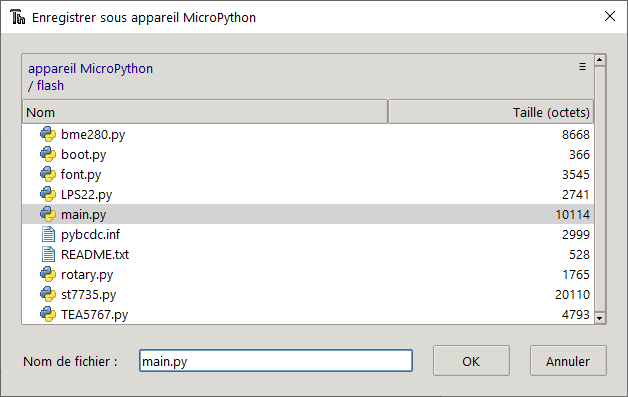 Enregistrer sous appareil MicroPython
appareil MicroPython
/ flash
Nom Taille (octets)
bme280.py 8668
boot.py 366
font.py 3545
LPS22.py 2741
main.py 10114
pybcdc.inf 2999
README.txt 528
rotary.py 1765
st7735.py 20110
TEA5767.py 4793
Nom de fichier : main.py OK Annuler